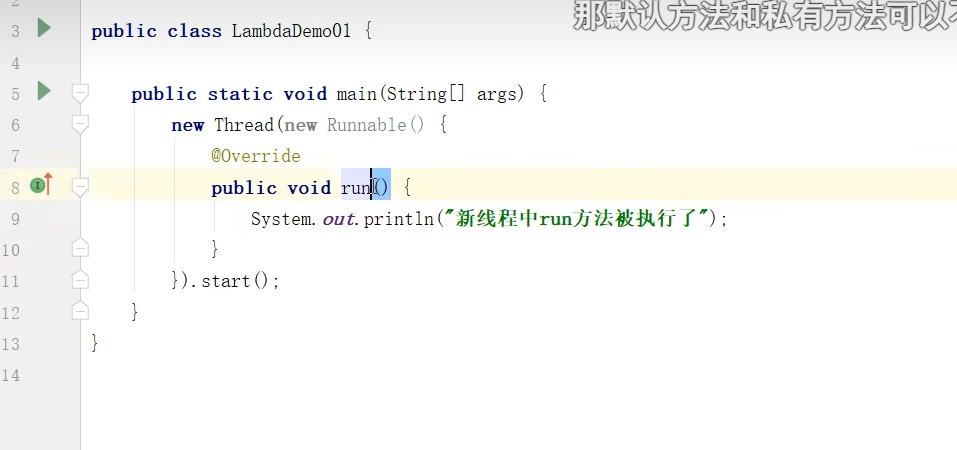 那默认方法和私有方法可以
3 public class LambdaDemo01 {
4
5 public static void main(String[] args) {
6 new Thread(new Runnable() {
7 @Override
8 public void run() {
9 System.out.println("新线程中run方法被执行了");
10 }
11 }).start();
12 }
13 }
14